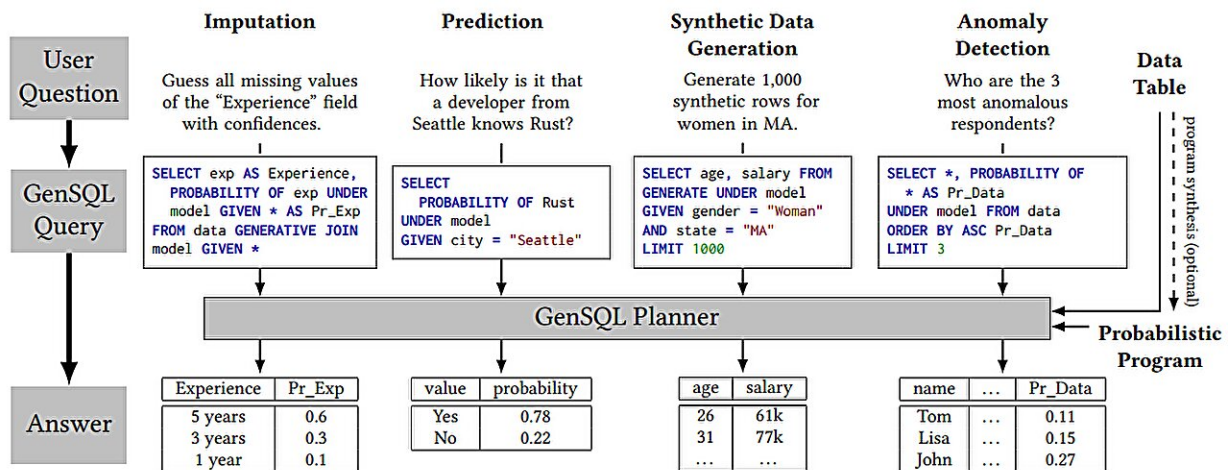 User
Question
GenSQL
Query
Answer
Imputation
Guess all missing values
of the “Experience” field
with confidences.
SELECT exp AS Experience,
PROBABILITY OF exp UNDER
model GIVEN * AS Pr_Exp
FROM data GENERATIVE JOIN
model GIVEN *
Prediction
How likely is it that
a developer from
Seattle knows Rust?
SELECT
PROBABILITY OF Rust
UNDER model
GIVEN city = "Seattle"
Synthetic Data
Generation
Generate 1,000
synthetic rows for
women in MA.
SELECT age, salary FROM
GENERATE UNDER model
GIVEN gender = "Woman"
AND state = "MA"
LIMIT 1000
Anomaly
Detection
Who are the 3
most anomalous
respondents?
SELECT *, PROBABILITY OF
* AS Pr_Data
UNDER model FROM data
ORDER BY ASC Pr_Data
LIMIT 3
Data
Table
program synthesis (optional)
GenSQL Planner
Probabilistic
Program
Experience Pr_Exp
5 years 0.6
3 years 0.3
1 year 0.1
value probability
Yes 0.78
No 0.22
age salary
26 61k
31 77k
... ...
name ... Pr_Data
Tom ... 0.11
Lisa ... 0.15
John ... 0.27